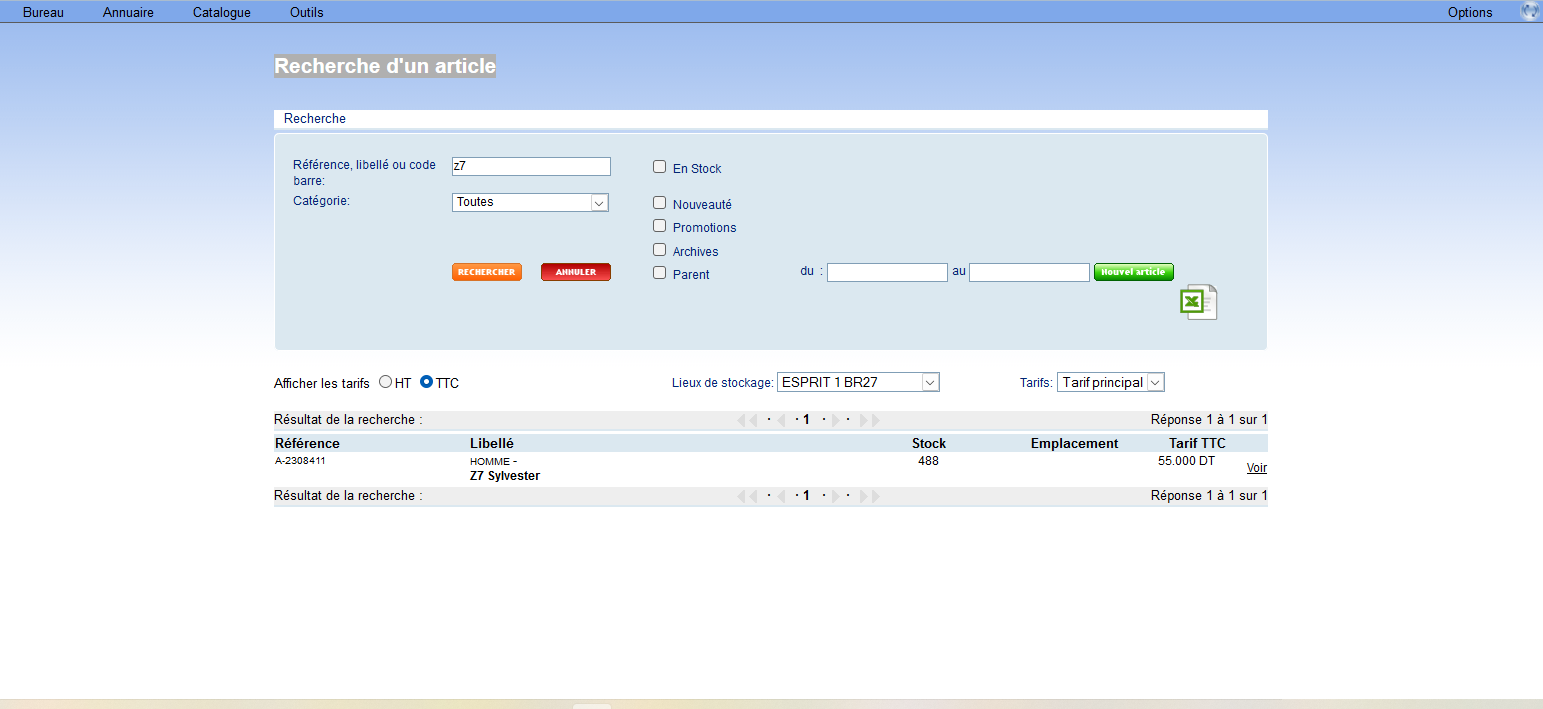 Bureau Annuaire Catalogue Outils Options
Recherche d'un article
Recherche
Référence, libellé ou code barre: z7 En Stock
Catégorie: Toutes Nouveauté
Promotions
Archives
RECHERCHER ANNULER Parent du : au Nouvel article
Afficher les tarifs HT TTC Lieux de stockage: ESPRIT 1 BR27 Tarifs: Tarif principal
Résultat de la recherche : · · 1 · · Réponse 1 à 1 sur 1
Référence Libellé Stock Emplacement Tarif TTC
A-2308411 HOMME - 488 55.000 DT Voir
Z7 Sylvester
Résultat de la recherche : · · 1 · · Réponse 1 à 1 sur 1